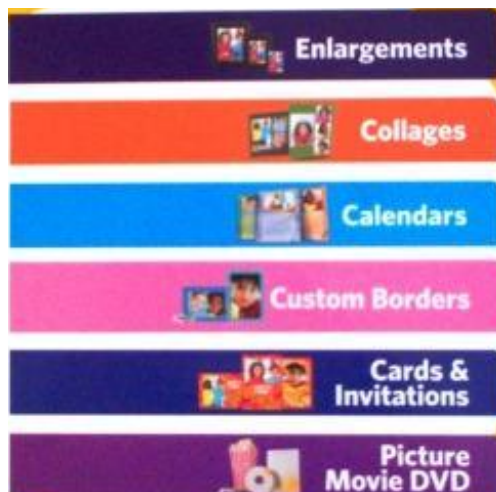 Enlargements
Collages
Calendars
Custom Borders
Cards &
Invitations
Picture
Movie DVD